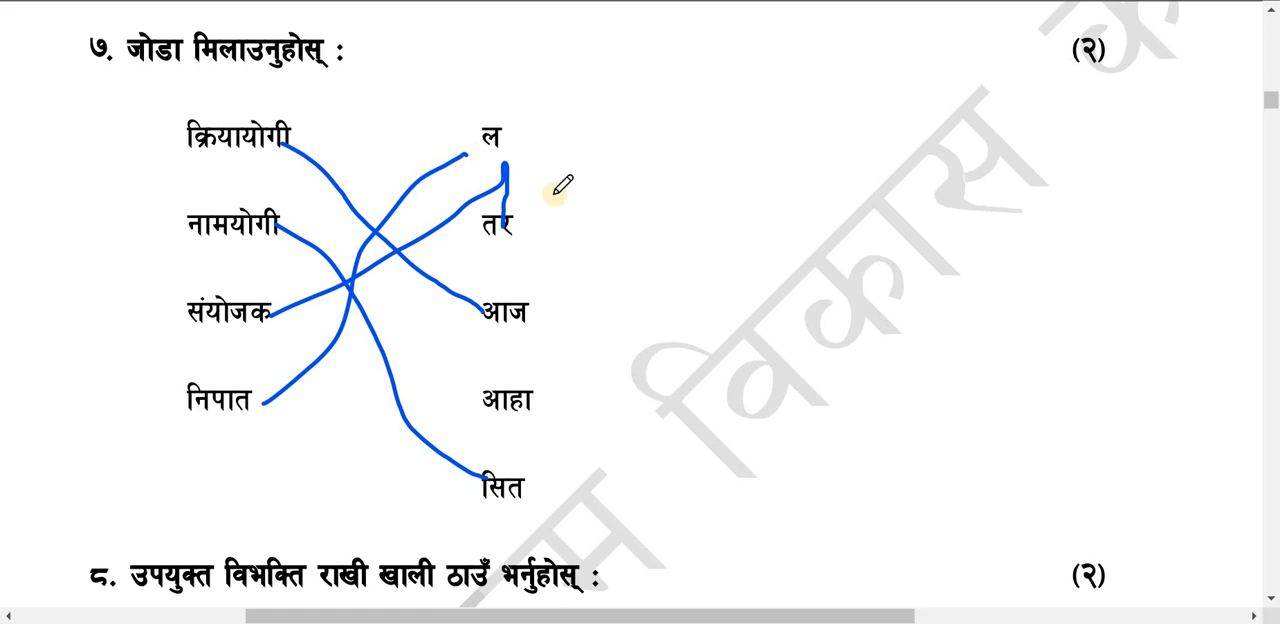 ७. जोडा मिलाउनुहोस् : (२)
क्रियायोगी ल
नामयोगी तर
संयोजक आज
निपात आहा
सित
८. उपयुक्त विभक्ति राखी खाली ठाउँ भर्नुहोस् : (२)
विकास